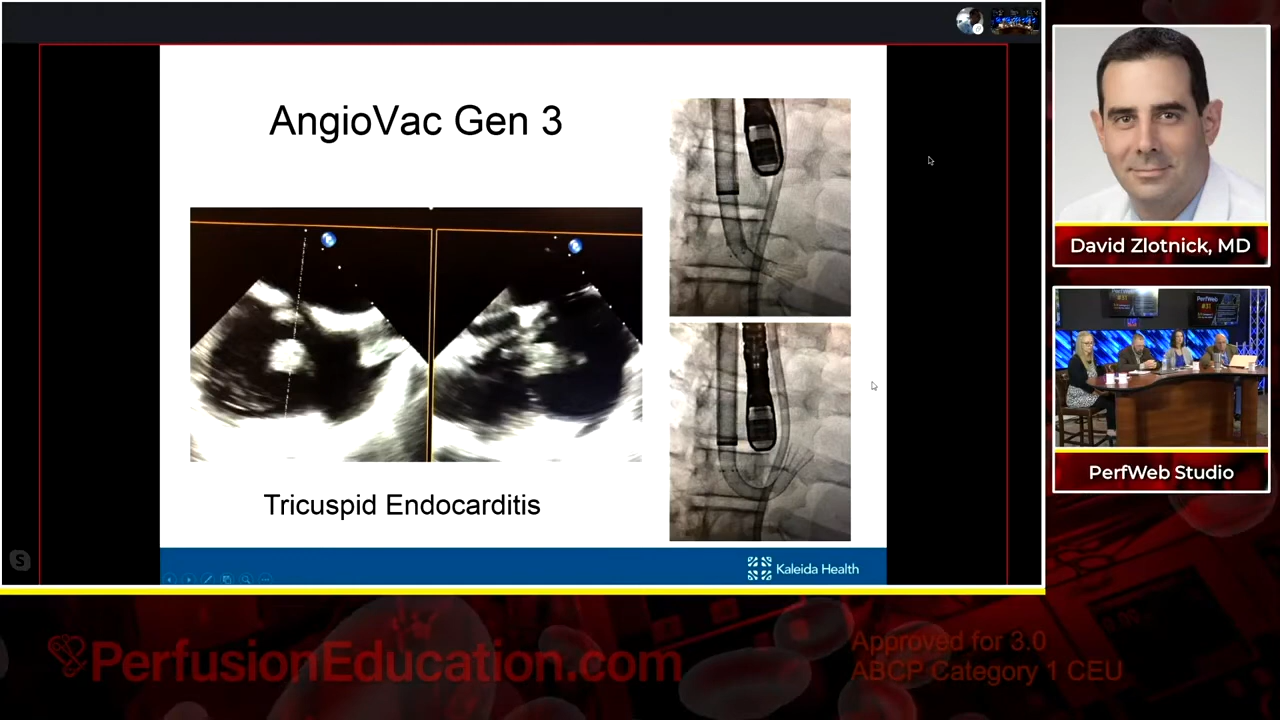 AngioVac Gen 3
Tricuspid Endocarditis
Kaleida Health
David Zlotnick, MD
PerfWeb Studio
PerfusionEducation.com
Approved for 3.0
ABCP Category 1 CEU